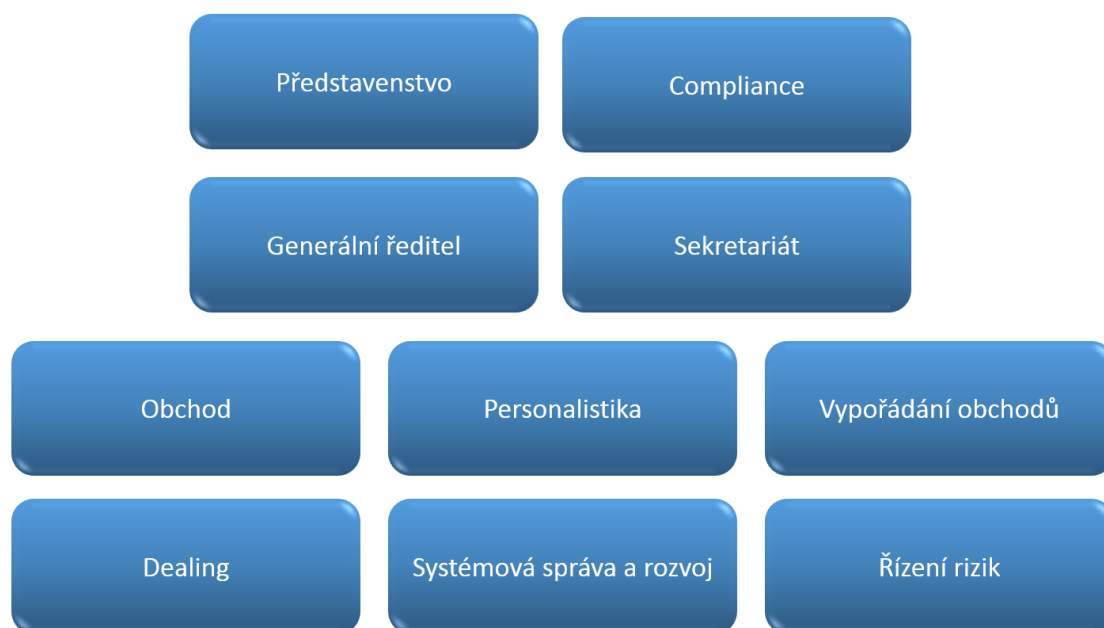 Představenstvo
Compliance
Generální ředitel
Sekretariát
Obchod
Personalistika
Vypořádání obchodů
Dealing
Systémová správa a rozvoj
Řízení rizik